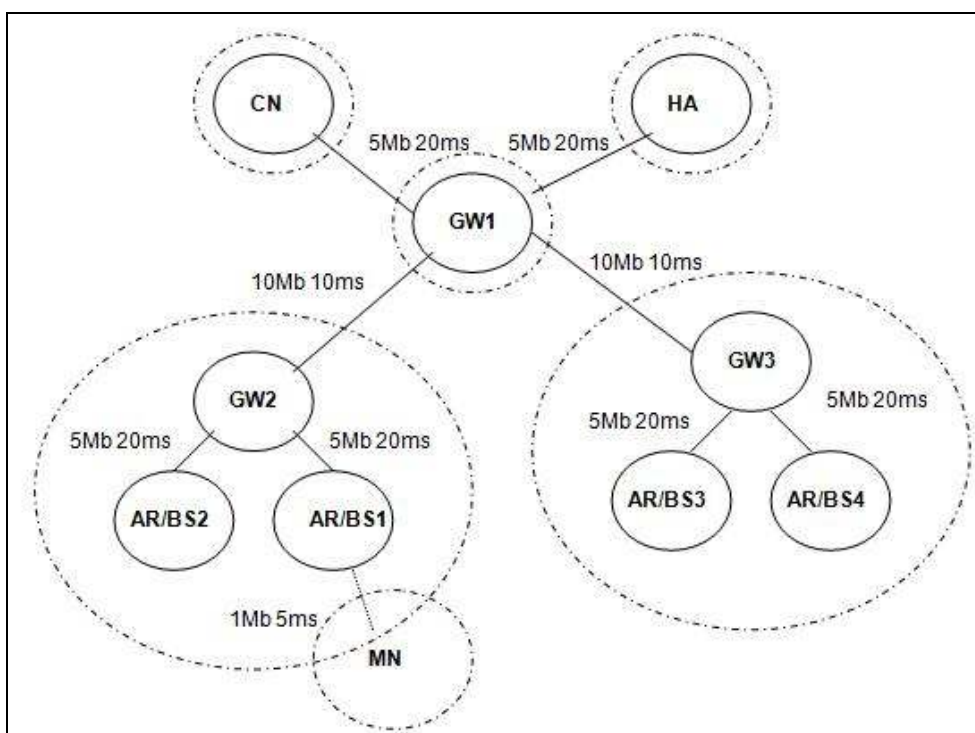 CN
HA
5Mb 20ms
5Mb 20ms
GW1
10Mb 10ms
10Mb 10ms
GW2
GW3
5Mb 20ms
5Mb 20ms
5Mb 20ms
5Mb 20ms
AR/BS2
AR/BS1
AR/BS3
AR/BS4
1Mb 5ms
MN